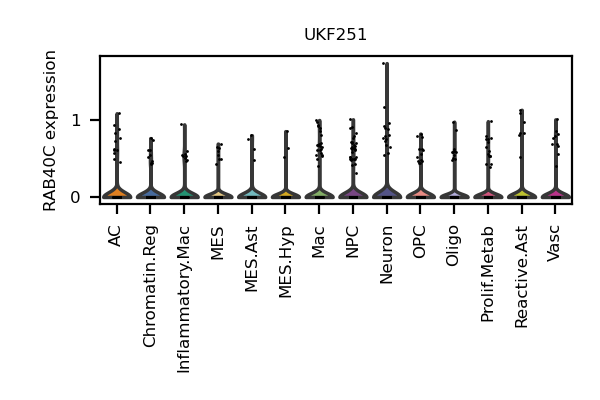 UKF251
RAB40C expression
1
0
AC
Chromatin.Reg
Inflammatory.Mac
MES
MES.Ast
MES.Hyp
Mac
NPC
Neuron
OPC
Oligo
Prolif.Metab
Reactive.Ast
Vasc